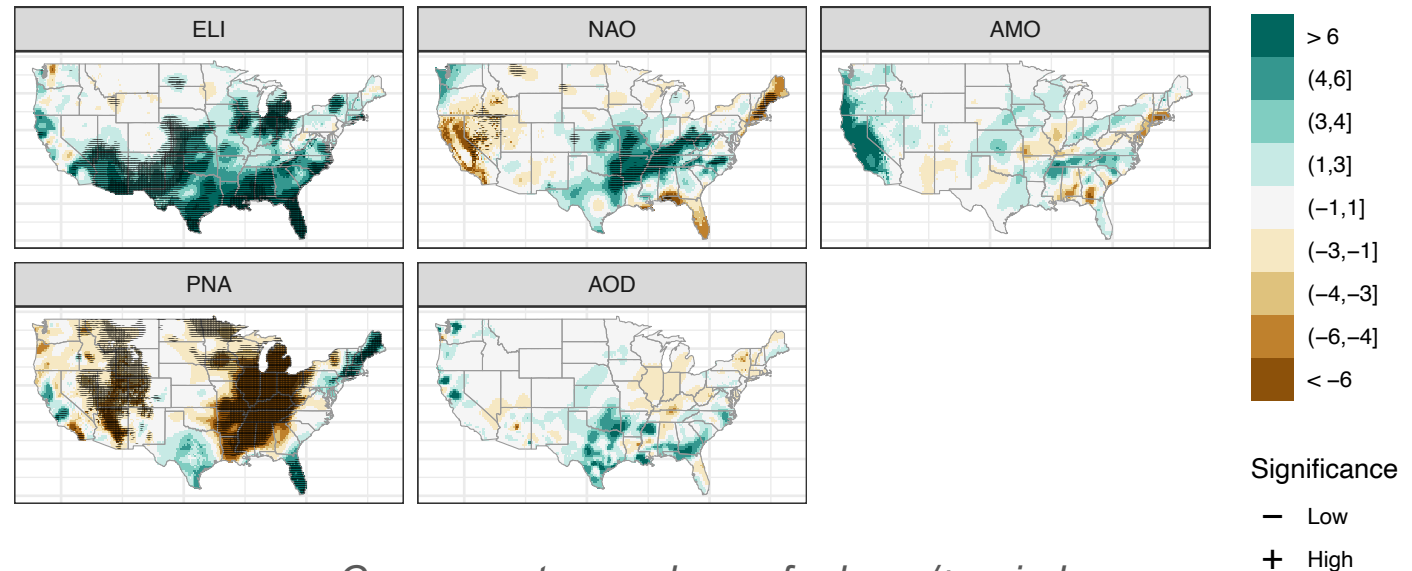 ELI
NAO
AMO
PNA
AOD
> 6
(4,6]
(3,4]
(1,3]
(−1,1]
(−3,−1]
(−4,−3]
(−6,−4]
< −6
Significance
− Low
+ High